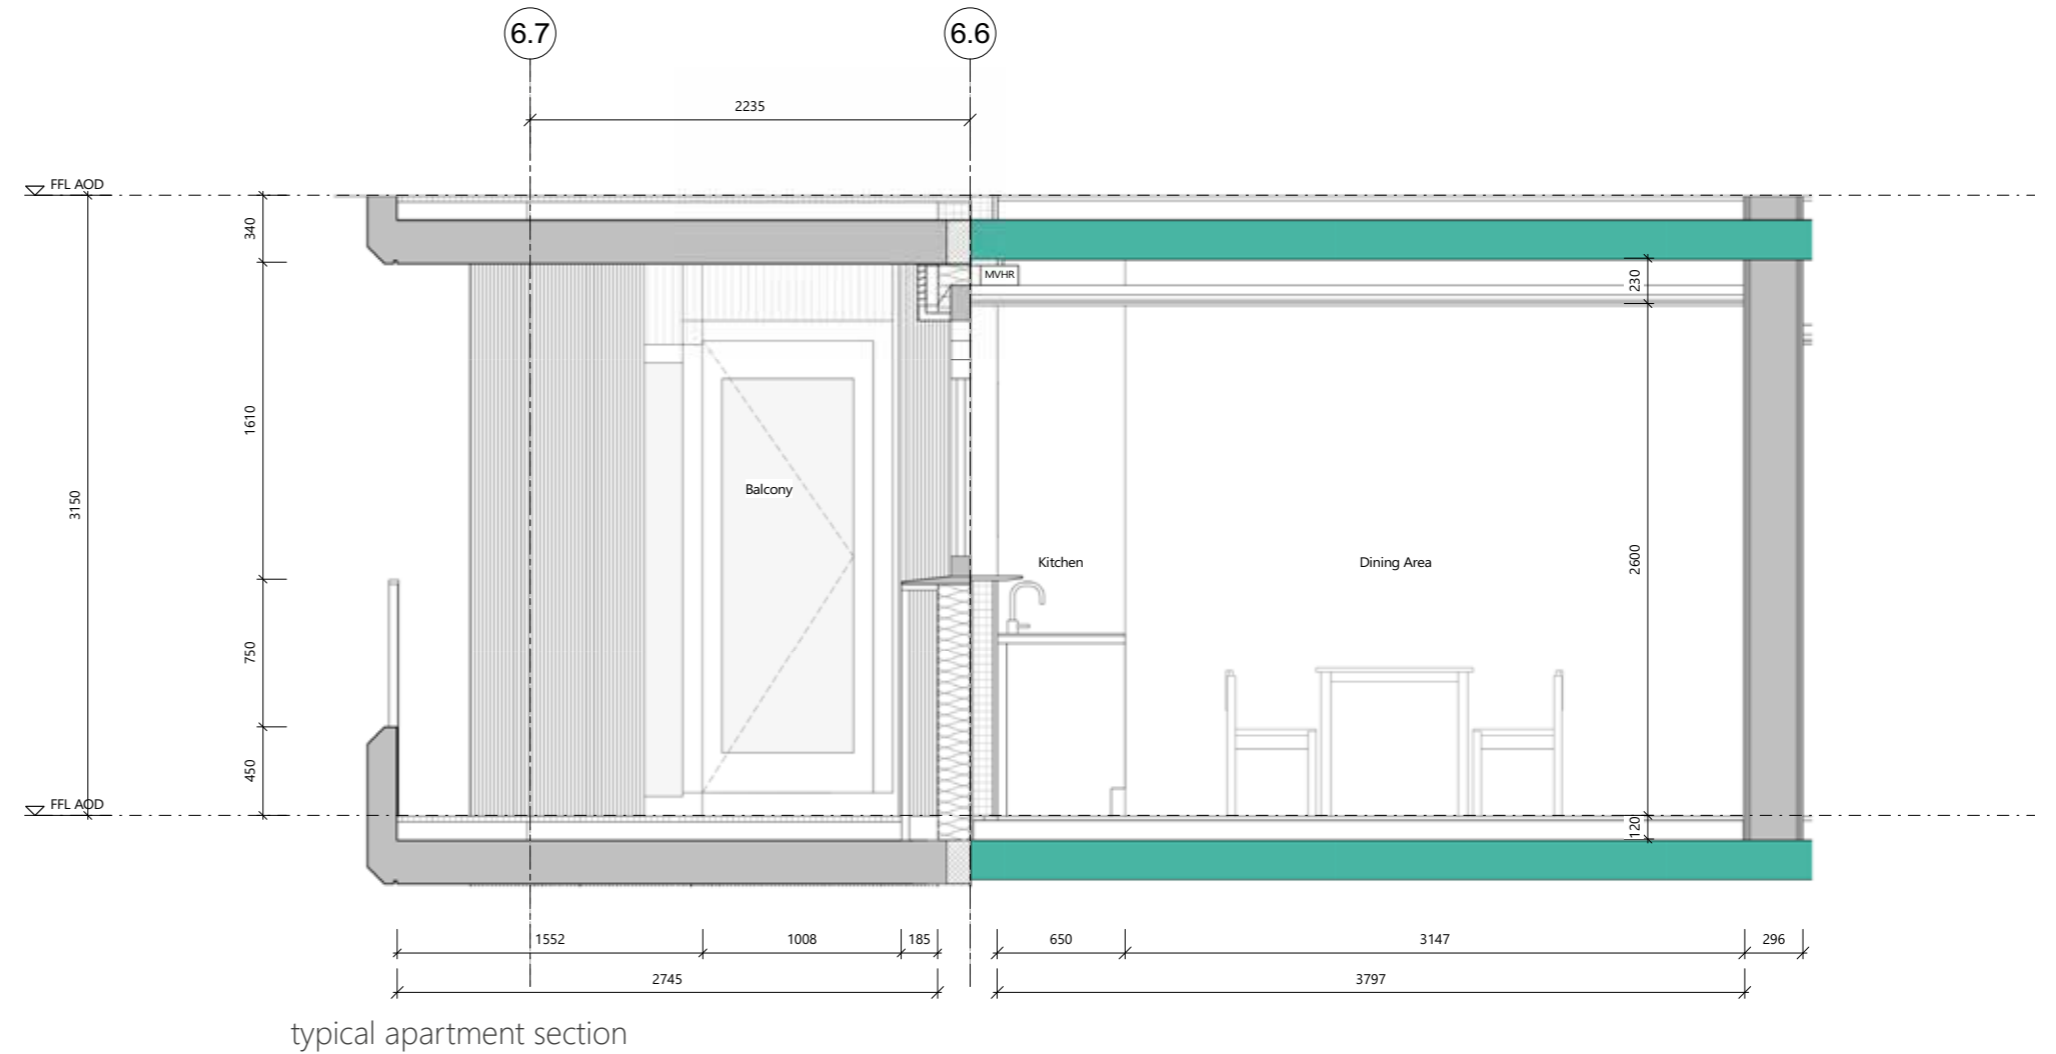 6.7
6.6
2235
FFL AOD
340
MVHR
230
1610
3150
Balcony
Kitchen
Dining Area
2600
750
450
FFL AOD
120
1552
1008
185
650
3147
296
2745
3797
typical apartment section